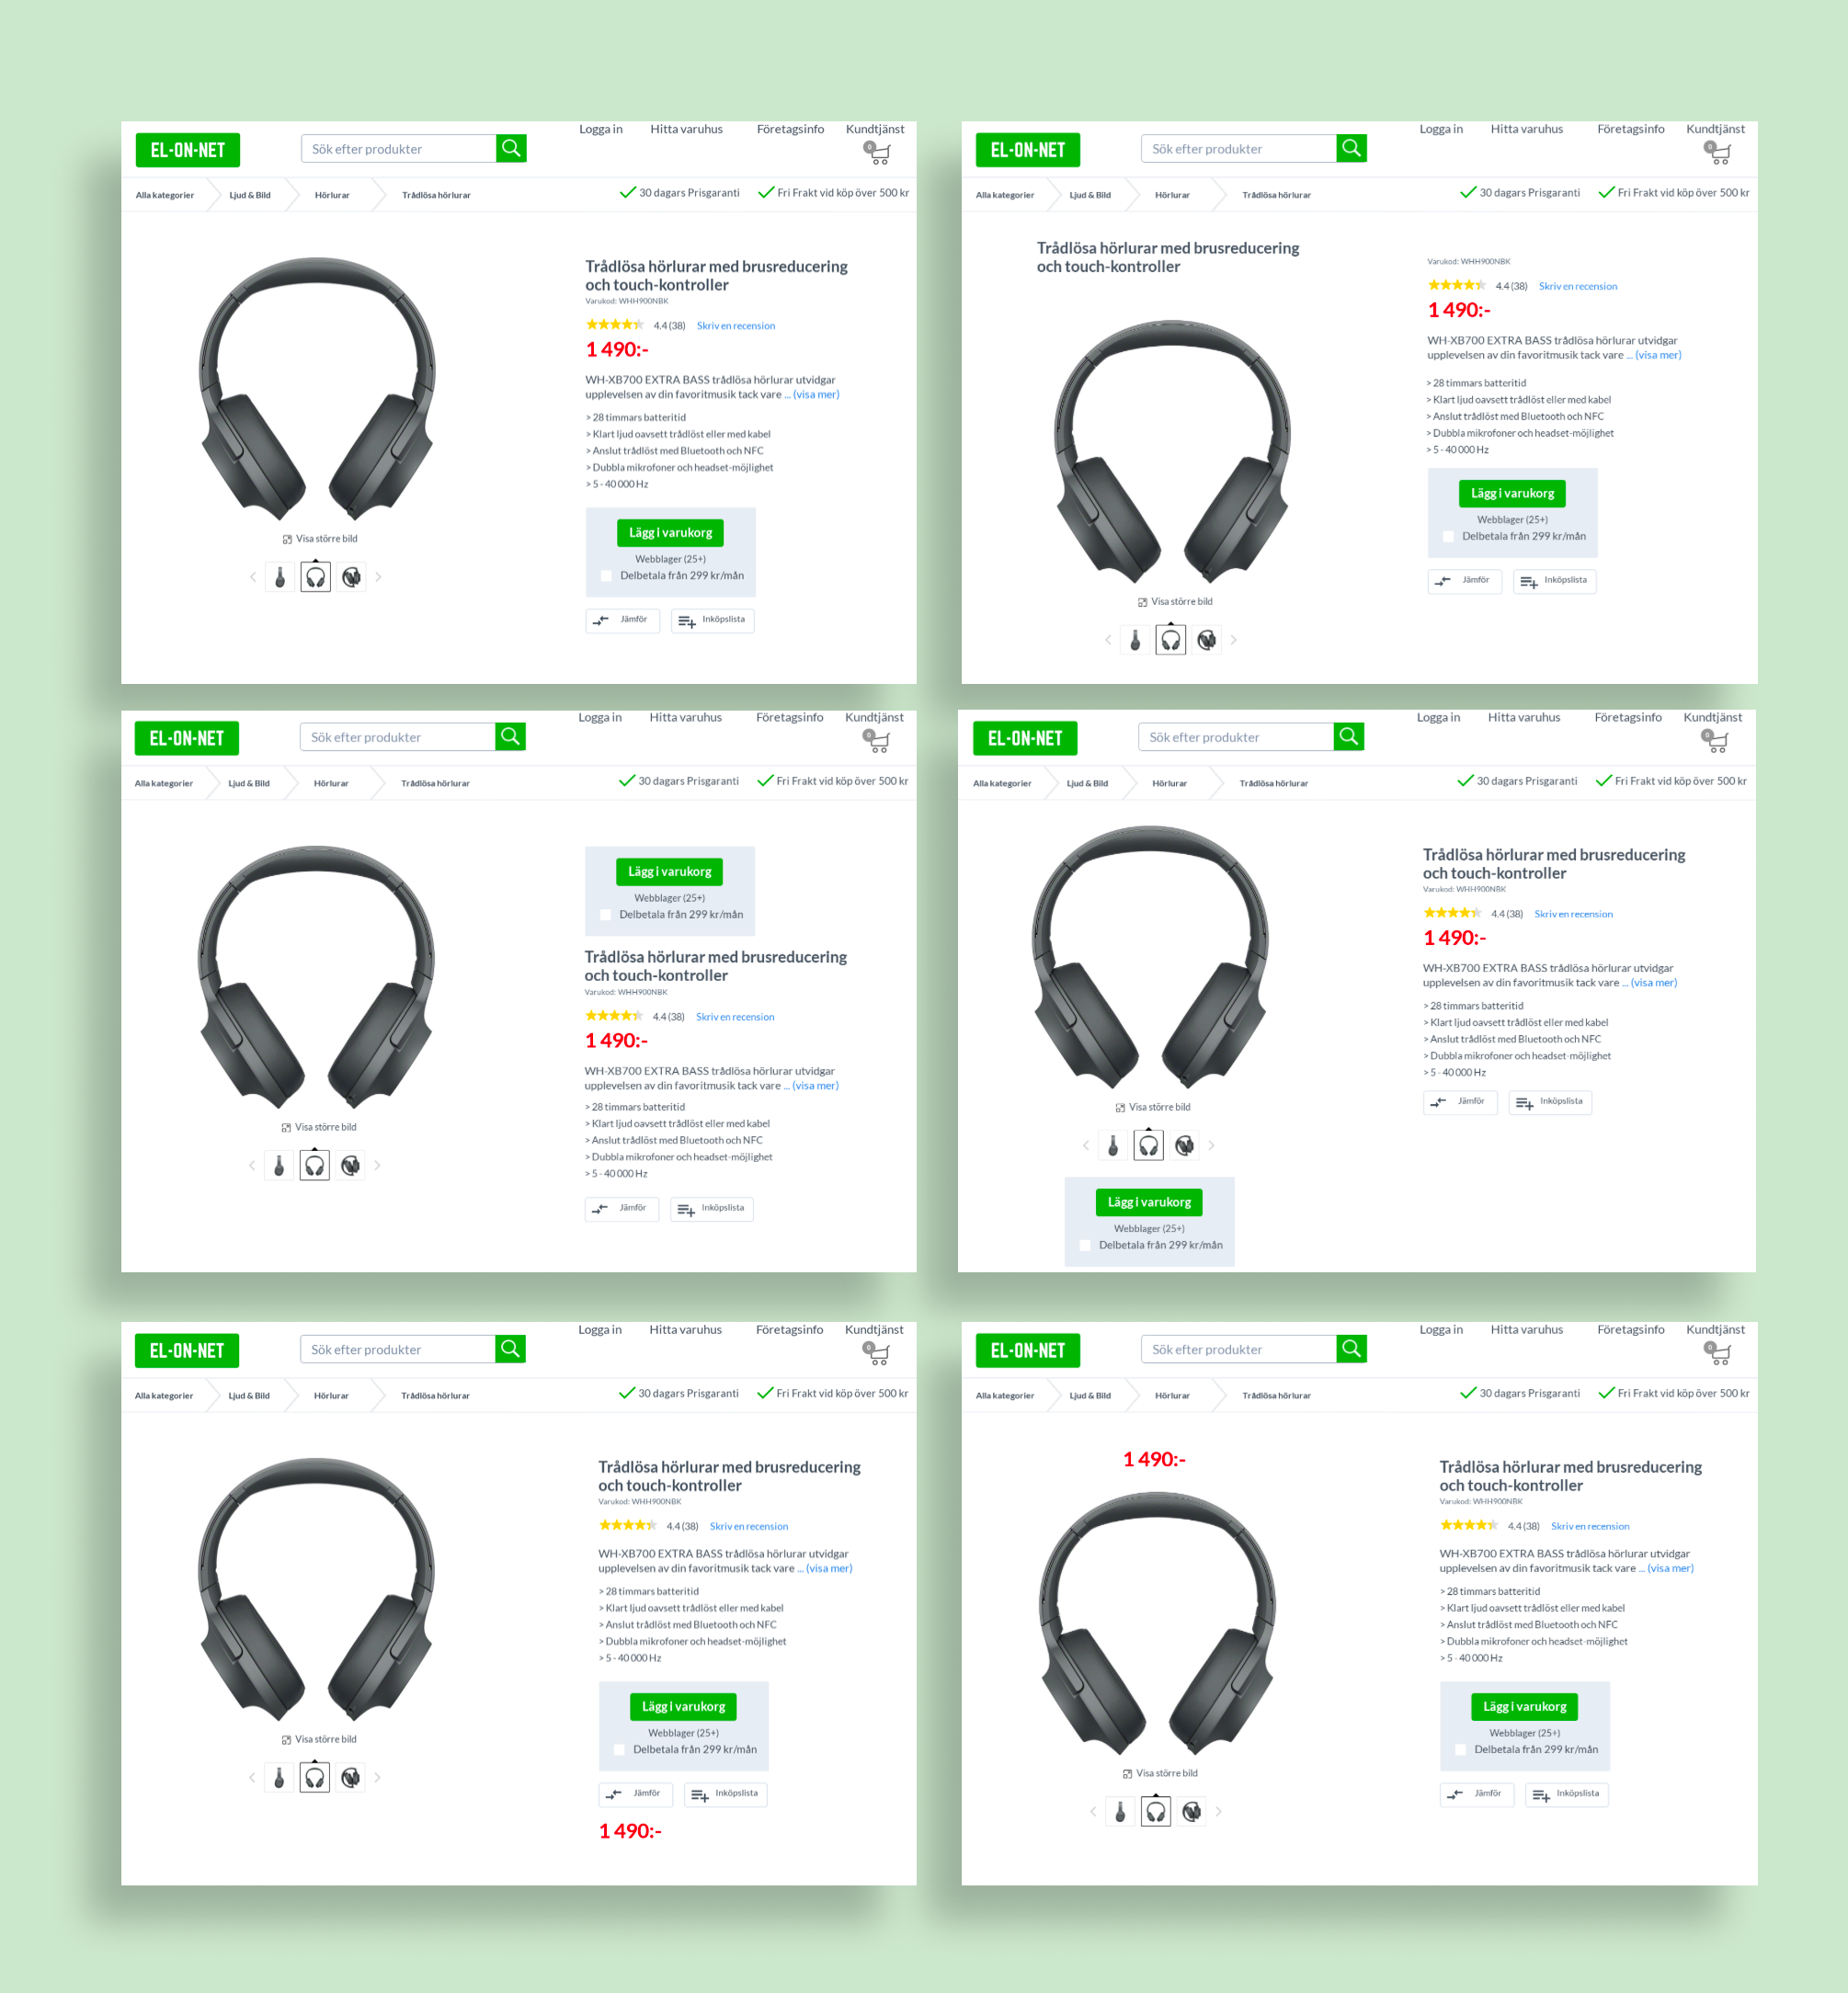 EL-ON-NET
Sök efter produkter
Logga in Hitta varuhus Företagsinfo Kundtjänst
0
Alla kategorier Ljud & Bild Hörlurar Trådlösa hörlurar
30 dagars Prisgaranti Fri Frakt vid köp över 500 kr
Trådlösa hörlurar med brusreducering
och touch-kontroller
Varukod: WHH900NBK
4.4 (38) Skriv en recension
1 490:-
WH-XB700 EXTRA BASS trådlösa hörlurar utvidgar
upplevelsen av din favoritmusik tack vare ... (visa mer)
> 28 timmars batteritid
> Klart ljud oavsett trådlöst eller med kabel
> Anslut trådlöst med Bluetooth och NFC
> Dubbla mikrofoner och headset-möjlighet
> 5 - 40 000 Hz
Lägg i varukorg
Webblager (25+)
Delbetala från 299 kr/mån
Jämför Inköpslista
Visa större bild
EL-ON-NET
Sök efter produkter
Logga in Hitta varuhus Företagsinfo Kundtjänst
0
Alla kategorier Ljud & Bild Hörlurar Trådlösa hörlurar
30 dagars Prisgaranti Fri Frakt vid köp över 500 kr
Trådlösa hörlurar med brusreducering
och touch-kontroller
Visa större bild
Varukod: WHH900NBK
4.4 (38) Skriv en recension
1 490:-
WH-XB700 EXTRA BASS trådlösa hörlurar utvidgar
upplevelsen av din favoritmusik tack vare ... (visa mer)
> 28 timmars batteritid
> Klart ljud oavsett trådlöst eller med kabel
> Anslut trådlöst med Bluetooth och NFC
> Dubbla mikrofoner och headset-möjlighet
> 5 - 40 000 Hz
Lägg i varukorg
Webblager (25+)
Delbetala från 299 kr/mån
Jämför Inköpslista
EL-ON-NET
Sök efter produkter
Logga in Hitta varuhus Företagsinfo Kundtjänst
0
Alla kategorier Ljud & Bild Hörlurar Trådlösa hörlurar
30 dagars Prisgaranti Fri Frakt vid köp över 500 kr
Visa större bild
Lägg i varukorg
Webblager (25+)
Delbetala från 299 kr/mån
Trådlösa hörlurar med brusreducering
och touch-kontroller
Varukod: WHH900NBK
4.4 (38) Skriv en recension
1 490:-
WH-XB700 EXTRA BASS trådlösa hörlurar utvidgar
upplevelsen av din favoritmusik tack vare ... (visa mer)
> 28 timmars batteritid
> Klart ljud oavsett trådlöst eller med kabel
> Anslut trådlöst med Bluetooth och NFC
> Dubbla mikrofoner och headset-möjlighet
> 5 - 40 000 Hz
Jämför Inköpslista
EL-ON-NET
Sök efter produkter
Logga in Hitta varuhus Företagsinfo Kundtjänst
0
Alla kategorier Ljud & Bild Hörlurar Trådlösa hörlurar
30 dagars Prisgaranti Fri Frakt vid köp över 500 kr
Visa större bild
Lägg i varukorg
Webblager (25+)
Delbetala från 299 kr/mån
Trådlösa hörlurar med brusreducering
och touch-kontroller
Varukod: WHH900NBK
4.4 (38) Skriv en recension
1 490:-
WH-XB700 EXTRA BASS trådlösa hörlurar utvidgar
upplevelsen av din favoritmusik tack vare ... (visa mer)
> 28 timmars batteritid
> Klart ljud oavsett trådlöst eller med kabel
> Anslut trådlöst med Bluetooth och NFC
> Dubbla mikrofoner och headset-möjlighet
> 5 - 40 000 Hz
Jämför Inköpslista
EL-ON-NET
Sök efter produkter
Logga in Hitta varuhus Företagsinfo Kundtjänst
0
Alla kategorier Ljud & Bild Hörlurar Trådlösa hörlurar
30 dagars Prisgaranti Fri Frakt vid köp över 500 kr
Visa större bild
Trådlösa hörlurar med brusreducering
och touch-kontroller
Varukod: WHH900NBK
4.4 (38) Skriv en recension
WH-XB700 EXTRA BASS trådlösa hörlurar utvidgar
upplevelsen av din favoritmusik tack vare ... (visa mer)
> 28 timmars batteritid
> Klart ljud oavsett trådlöst eller med kabel
> Anslut trådlöst med Bluetooth och NFC
> Dubbla mikrofoner och headset-möjlighet
> 5 - 40 000 Hz
Lägg i varukorg
Webblager (25+)
Delbetala från 299 kr/mån
Jämför Inköpslista
1 490:-
EL-ON-NET
Sök efter produkter
Logga in Hitta varuhus Företagsinfo Kundtjänst
0
Alla kategorier Ljud & Bild Hörlurar Trådlösa hörlurar
30 dagars Prisgaranti Fri Frakt vid köp över 500 kr
1 490:-
Visa större bild
Trådlösa hörlurar med brusreducering
och touch-kontroller
Varukod: WHH900NBK
4.4 (38) Skriv en recension
WH-XB700 EXTRA BASS trådlösa hörlurar utvidgar
upplevelsen av din favoritmusik tack vare ... (visa mer)
> 28 timmars batteritid
> Klart ljud oavsett trådlöst eller med kabel
> Anslut trådlöst med Bluetooth och NFC
> Dubbla mikrofoner och headset-möjlighet
> 5 - 40 000 Hz
Lägg i varukorg
Webblager (25+)
Delbetala från 299 kr/mån
Jämför Inköpslista